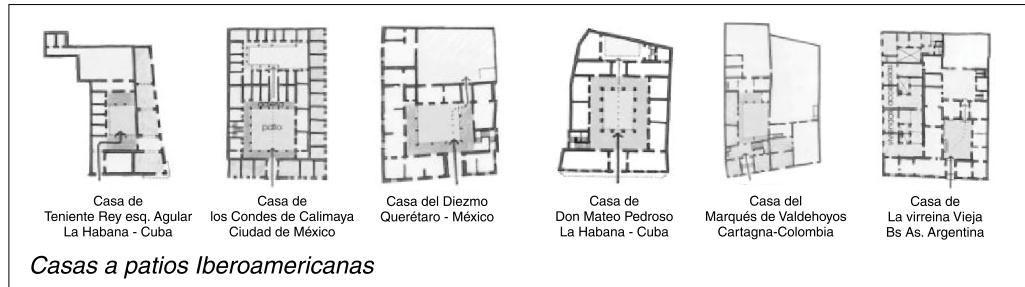 patio
viviendas
Casa de
Teniente Rey esq. Agular
La Habana - Cuba
Casa de
los Condes de Calimaya
Ciudad de México
Casa del Diezmo
Querétaro - México
Casa de
Don Mateo Pedroso
La Habana - Cuba
Casa del
Marqués de Valdehoyos
Cartagna-Colombia
Casa de
La virreina Vieja
Bs As. Argentina
Casas a patios Iberoamericanas